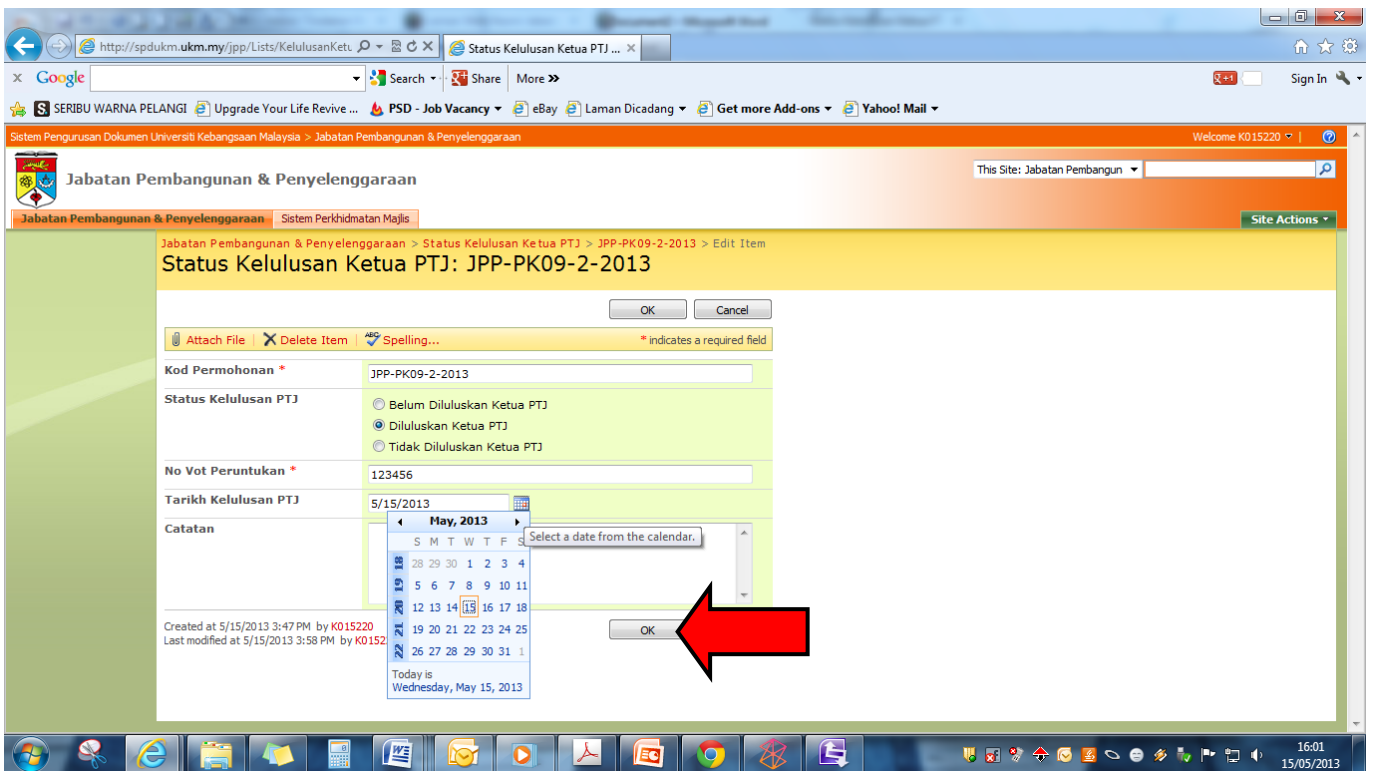 http://spdukm.ukm.my/jpp/Lists/KelulusanKetu
Status Kelulusan Ketua PTJ ...
x Google Search Share More » +1 Sign In
SERIBU WARNA PELANGI Upgrade Your Life Revive ... PSD - Job Vacancy eBay Laman Dicadang Get more Add-ons Yahoo! Mail
Sistem Pengurusan Dokumen Universiti Kebangsaan Malaysia > Jabatan Pembangunan & Penyelenggaraan Welcome K015220
Jabatan Pembangunan & Penyelenggaraan This Site: Jabatan Pembangun
Jabatan Pembangunan & Penyelenggaraan Sistem Perkhidmatan Majlis Site Actions
Jabatan Pembangunan & Penyelenggaraan > Status Kelulusan Ketua PTJ > JPP-PK09-2-2013 > Edit Item
Status Kelulusan Ketua PTJ: JPP-PK09-2-2013
OK Cancel
Attach File | Delete Item | ABC Spelling... * indicates a required field
Kod Permohonan * JPP-PK09-2-2013
Status Kelulusan PTJ
Belum Diluluskan Ketua PTJ
Diluluskan Ketua PTJ
Tidak Diluluskan Ketua PTJ
No Vot Peruntukan * 123456
Tarikh Kelulusan PTJ 5/15/2013
Catatan
May, 2013
Select a date from the calendar.
S M T W T F S
18 28 29 30 1 2 3 4
19 5 6 7 8 9 10 11
20 12 13 14 15 16 17 18
21 19 20 21 22 23 24 25
22 26 27 28 29 30 31 1
Today is
Wednesday, May 15, 2013
Created at 5/15/2013 3:47 PM by K015220
Last modified at 5/15/2013 3:58 PM by K0152
OK
16:01
15/05/2013